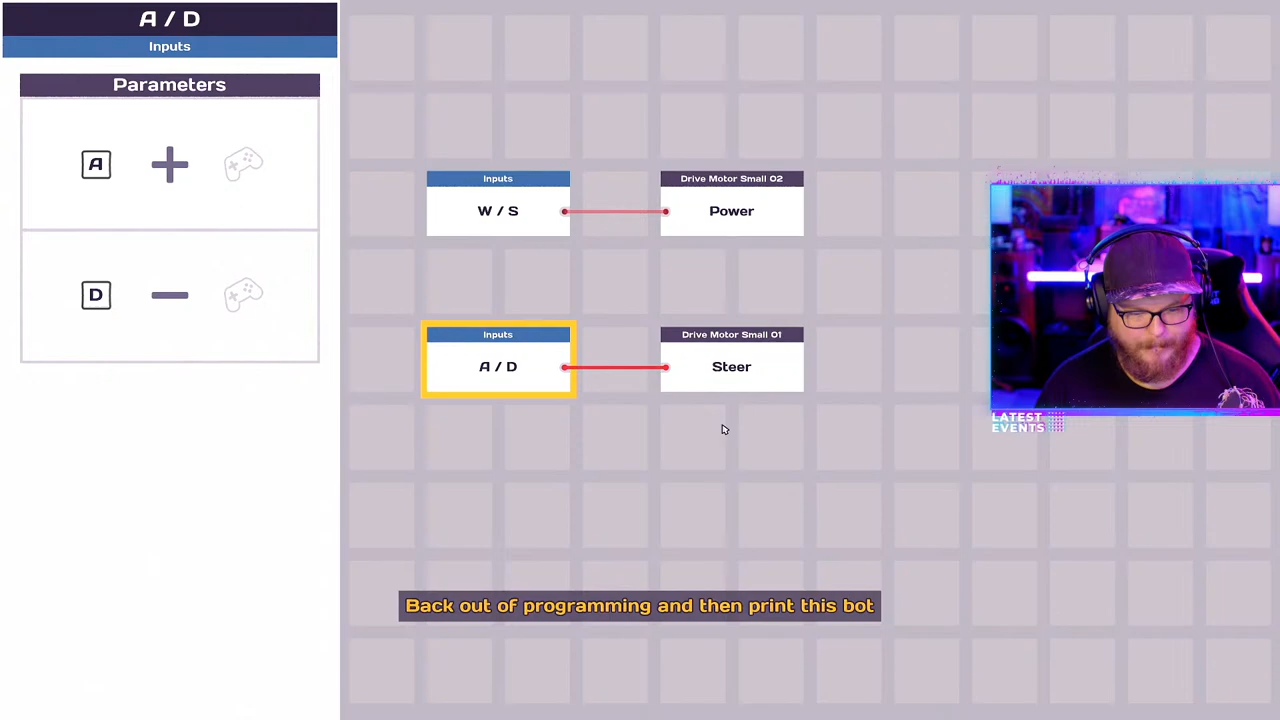 A / D
Inputs
Parameters
A
D
Inputs
W / S
Drive Motor Small 02
Power
Inputs
A / D
Drive Motor Small 01
Steer
LATEST
EVENTS
Back out of programming and then print this bot